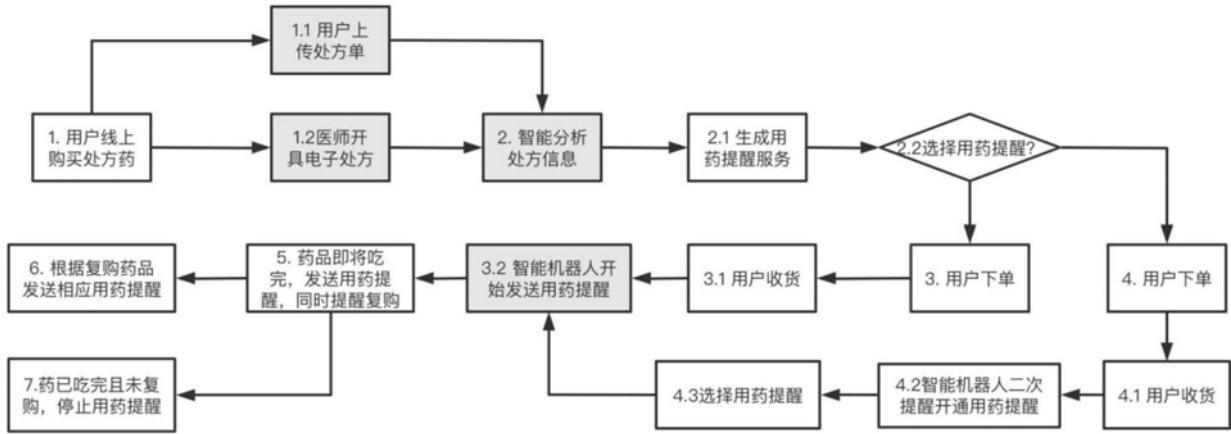 1.1 用户上
传处方单
1. 用户线上
购买处方药
1.2医师开
具电子处方
2. 智能分析
处方信息
2.1 生成用
药提醒服务
2.2选择用药提醒?
6. 根据复购药品
发送相应用药提醒
5. 药品即将吃
完，发送用药提
醒，同时提醒复购
3.2 智能机器人开
始发送用药提醒
3.1 用户收货
3. 用户下单
4. 用户下单
7.药已吃完且未复
购，停止用药提醒
4.3选择用药提醒
4.2智能机器人二次
提醒开通用药提醒
4.1 用户收货